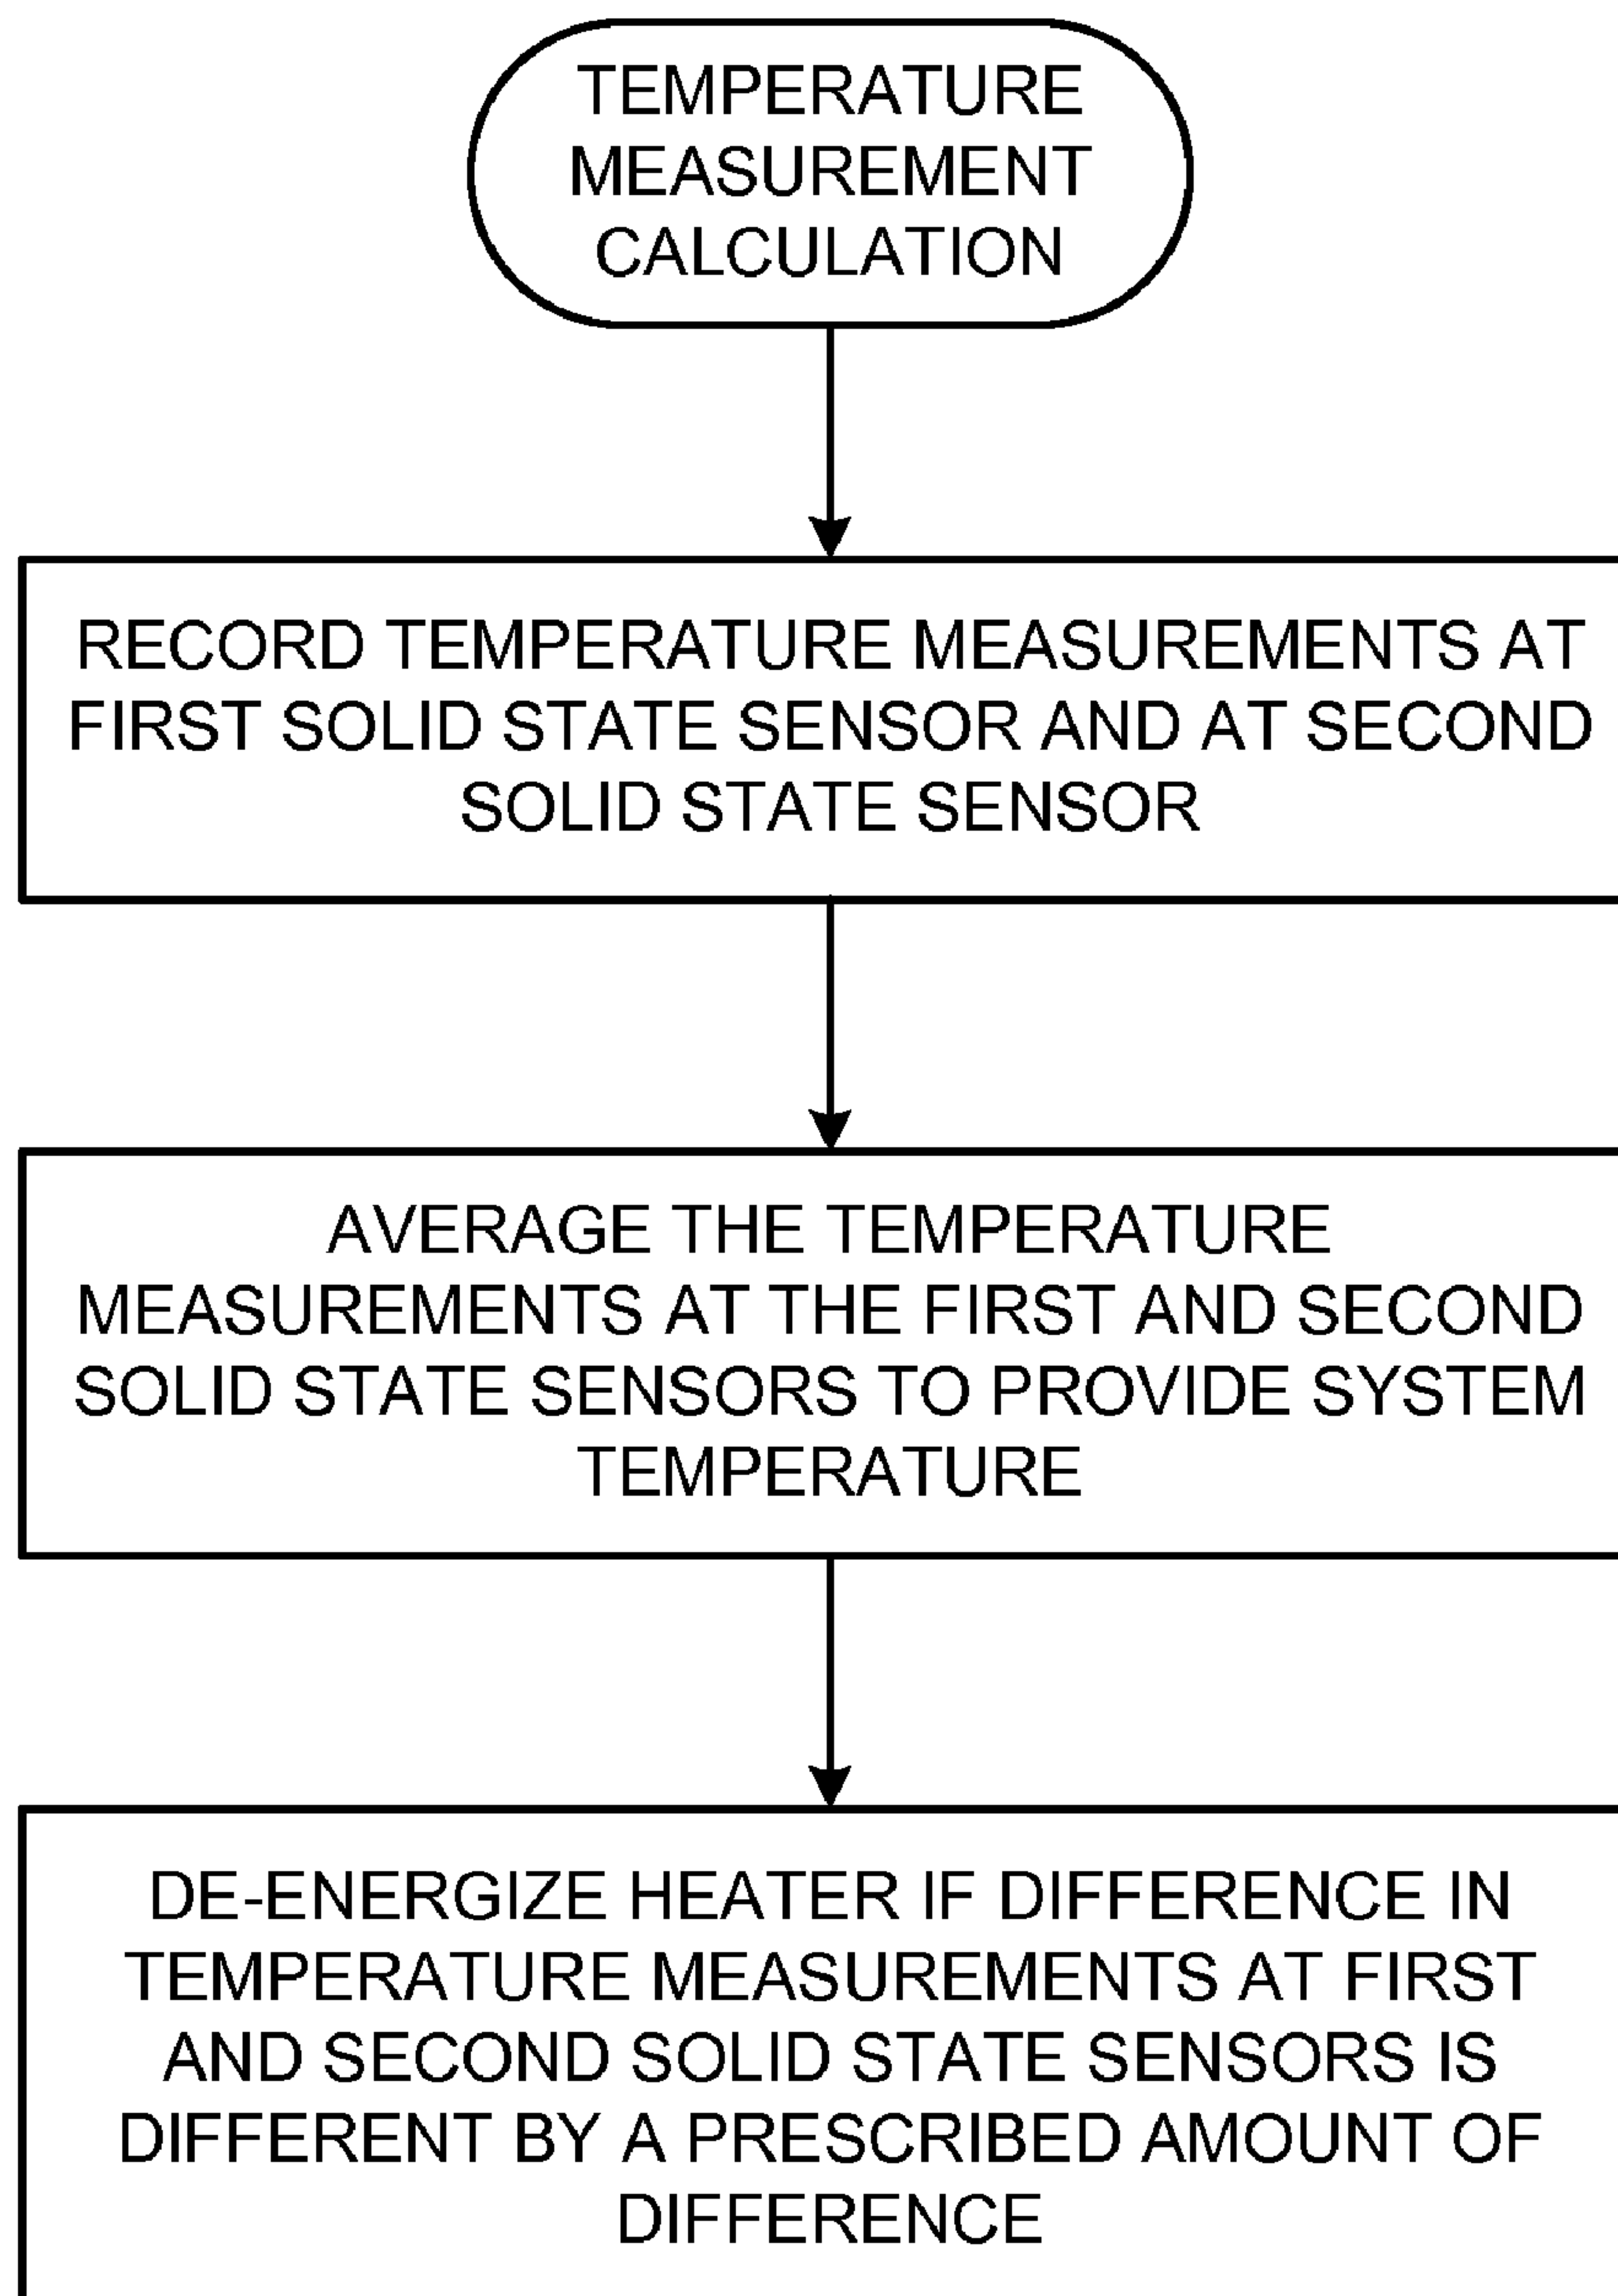 TEMPERATURE
MEASUREMENT
CALCULATION
RECORD TEMPERATURE MEASUREMENTS AT
FIRST SOLID STATE SENSOR AND AT SECOND
SOLID STATE SENSOR
AVERAGE THE TEMPERATURE
MEASUREMENTS AT THE FIRST AND SECOND
SOLID STATE SENSORS TO PROVIDE SYSTEM
TEMPERATURE
DE-ENERGIZE HEATER IF DIFFERENCE IN
TEMPERATURE MEASUREMENTS AT FIRST
AND SECOND SOLID STATE SENSORS IS
DIFFERENT BY A PRESCRIBED AMOUNT OF
DIFFERENCE